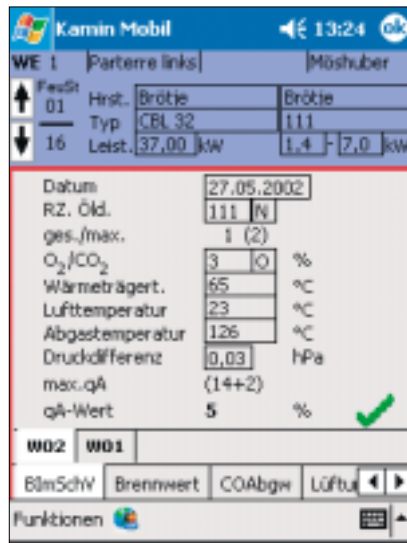 Kamin Mobil 13:24 ok
WE 1 Parterre links Möshuber
FeuSt 01 16
Hrst. Brötje Brötje
Typ CBL 32 111
Leist. 37,00 kW 1,4 - 7,0 kW
Datum 27.05.2002
RZ. Öld. 111 N
ges./max. 1 (2)
O2/CO2 3 O %
Wärmeträgert. 65 °C
Lufttemperatur 23 °C
Abgastemperatur 126 °C
Druckdifferenz 0,03 hPa
max.qA (14+2)
qA-Wert 5 %
W02 W01
BImSchV Brennwert COAbgw Lüftu
Funktionen